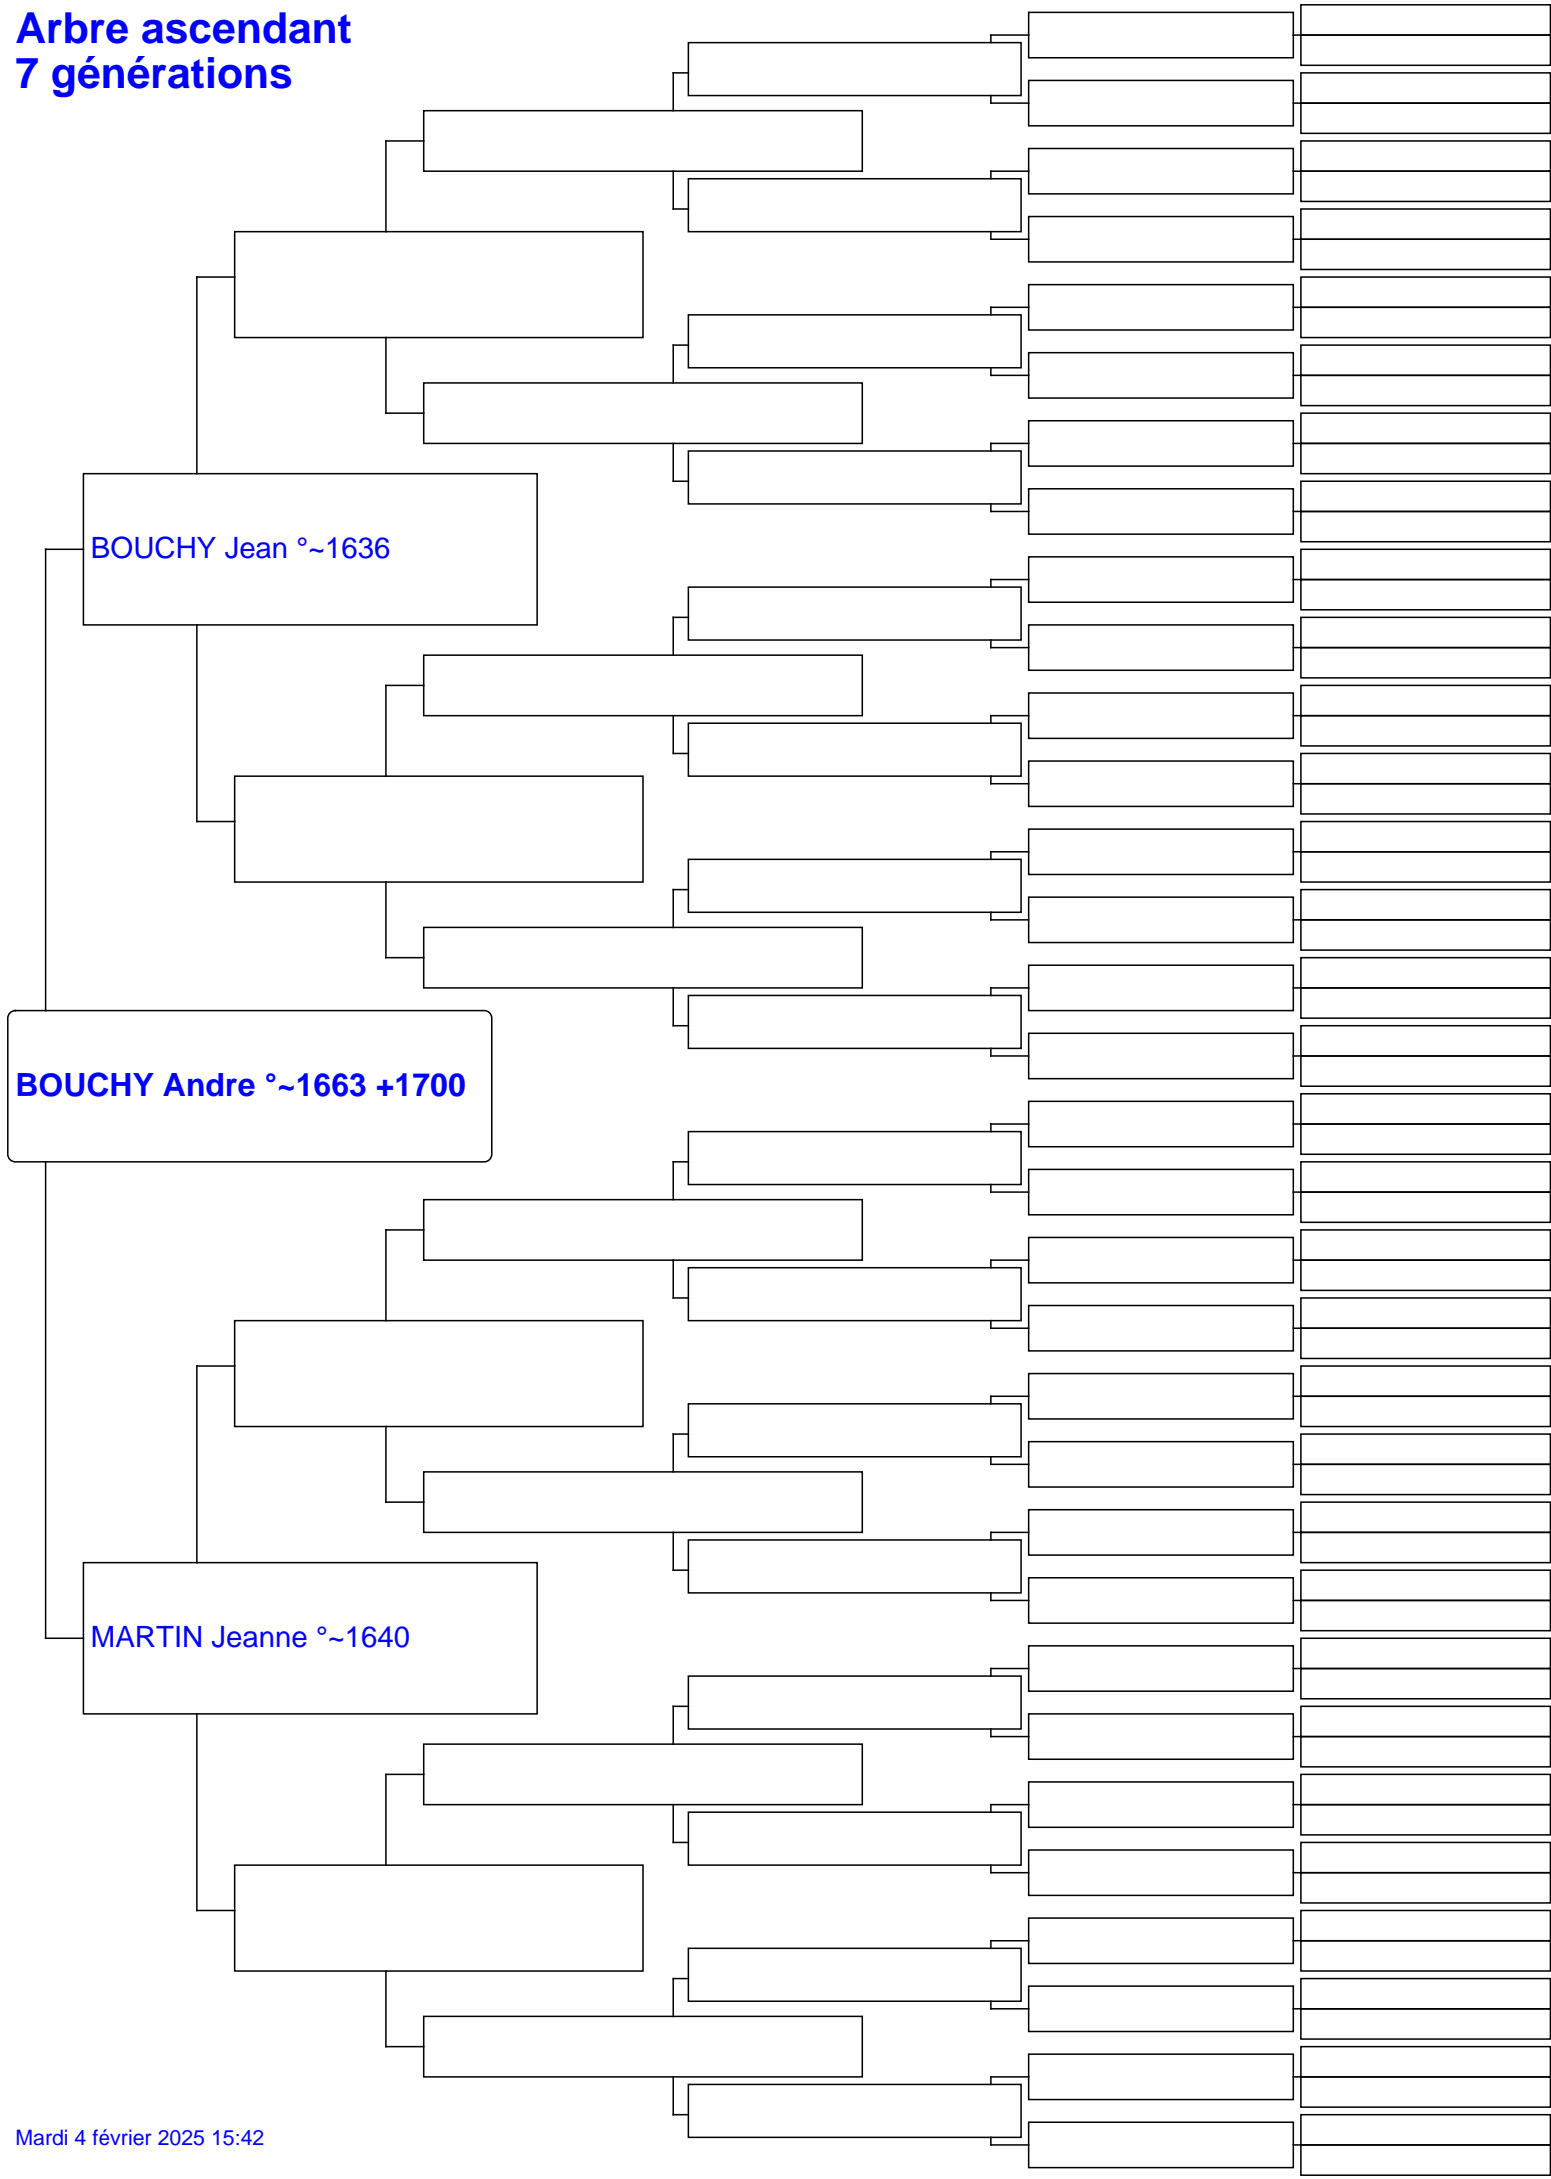 Arbre ascendant
7 générations
BOUCHY Jean °~1636
BOUCHY Andre °~1663 +1700
MARTIN Jeanne °~1640
Mardi 4 février 2025 15:42